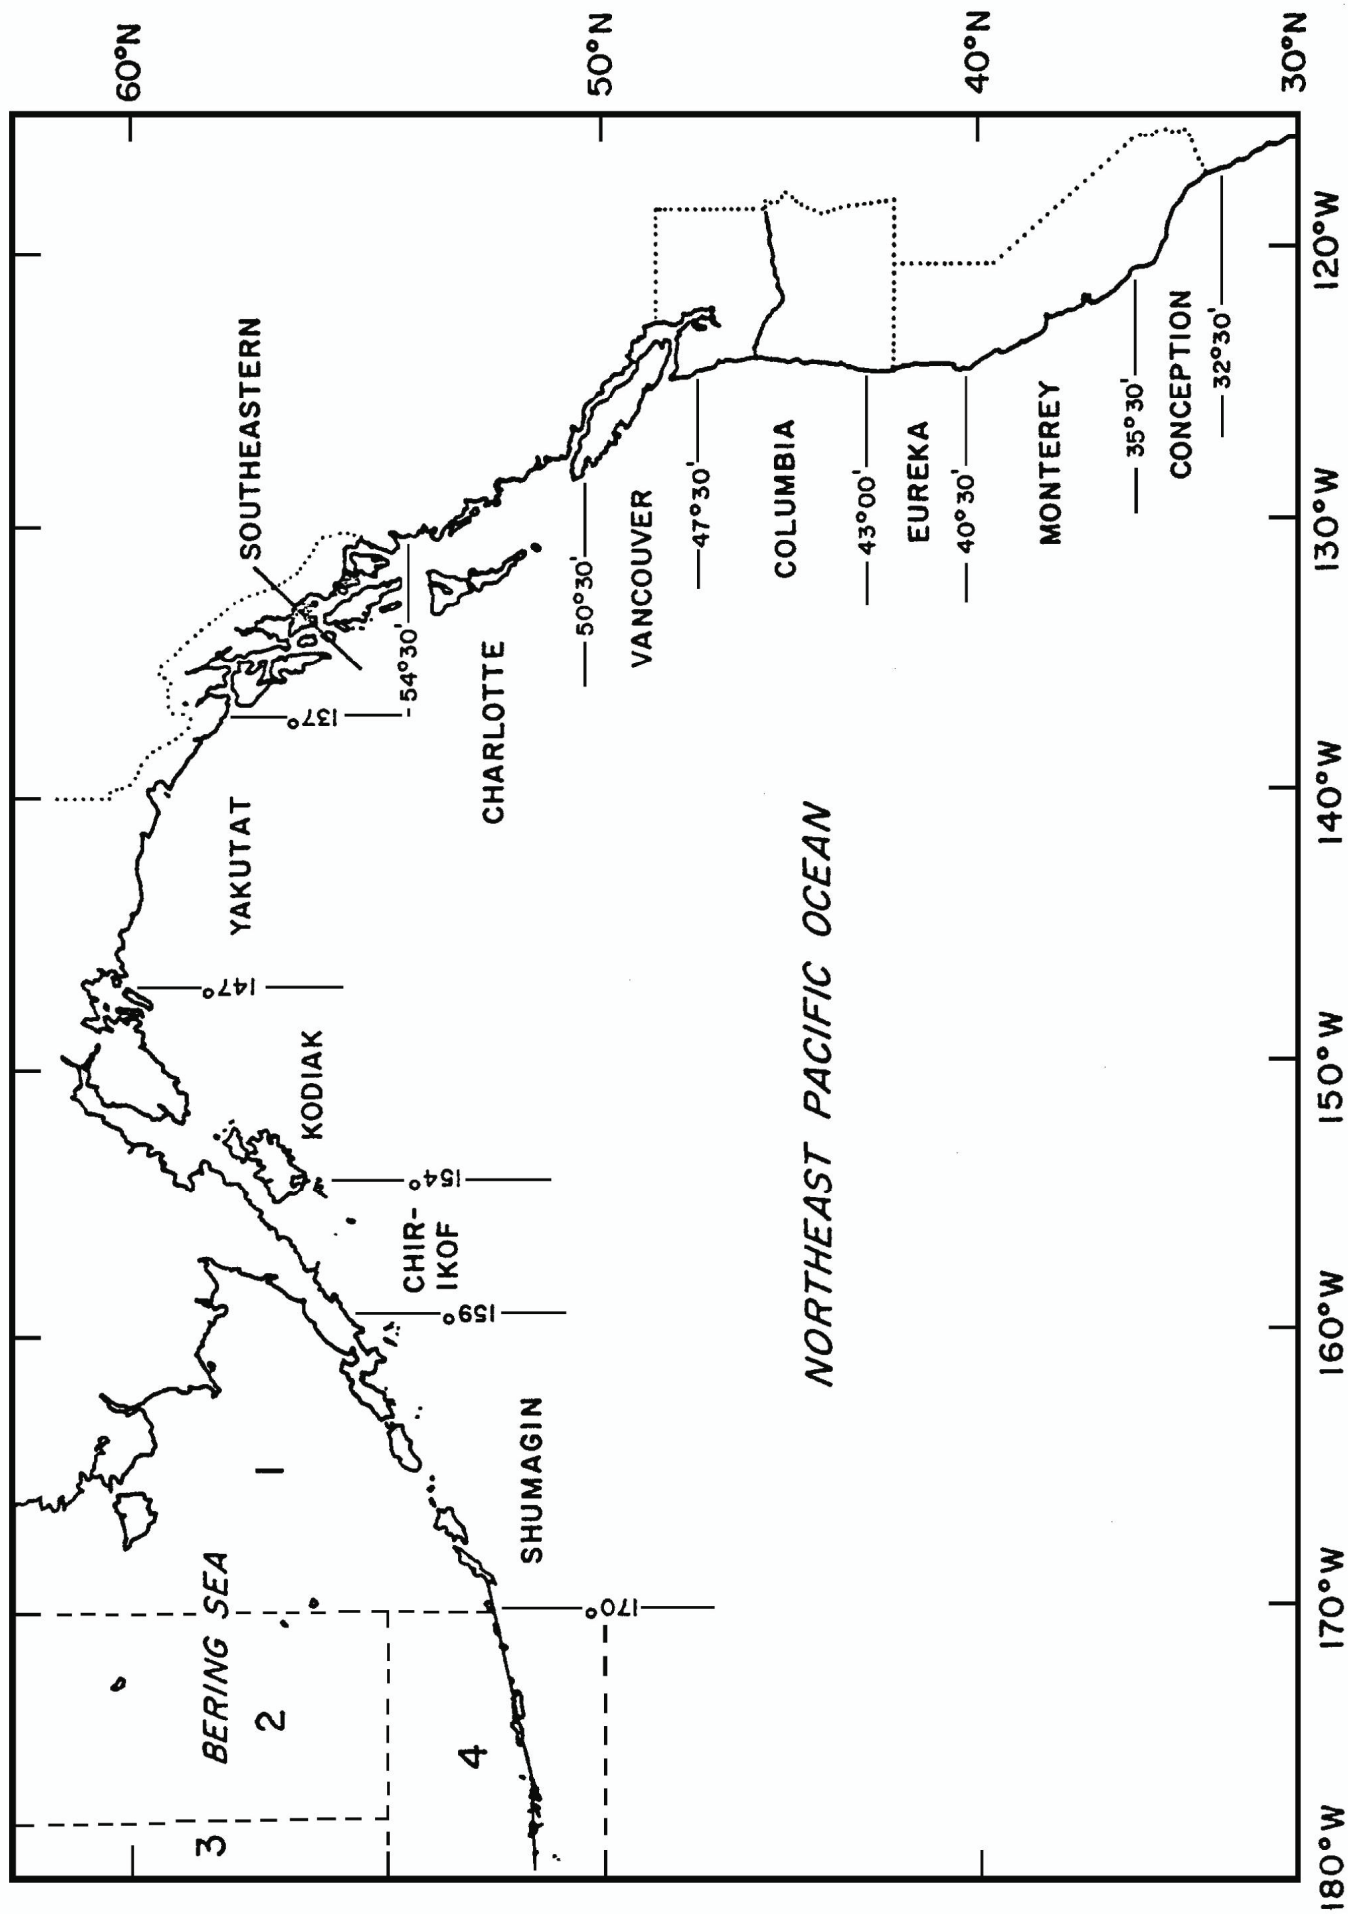 60°N
50°N
40°N
30°N
120°W
130°W
140°W
150°W
160°W
170°W
180°W
BERING SEA
1
2
3
4
SHUMAGIN
170°
159°
CHIR-
IKOF
154°
KODIAK
147°
YAKUTAT
137°
SOUTHEASTERN
54°30'
CHARLOTTE
50°30'
VANCOUVER
47°30'
COLUMBIA
43°00'
EUREKA
40°30'
MONTEREY
35°30'
CONCEPTION
32°30'
NORTHEAST PACIFIC OCEAN